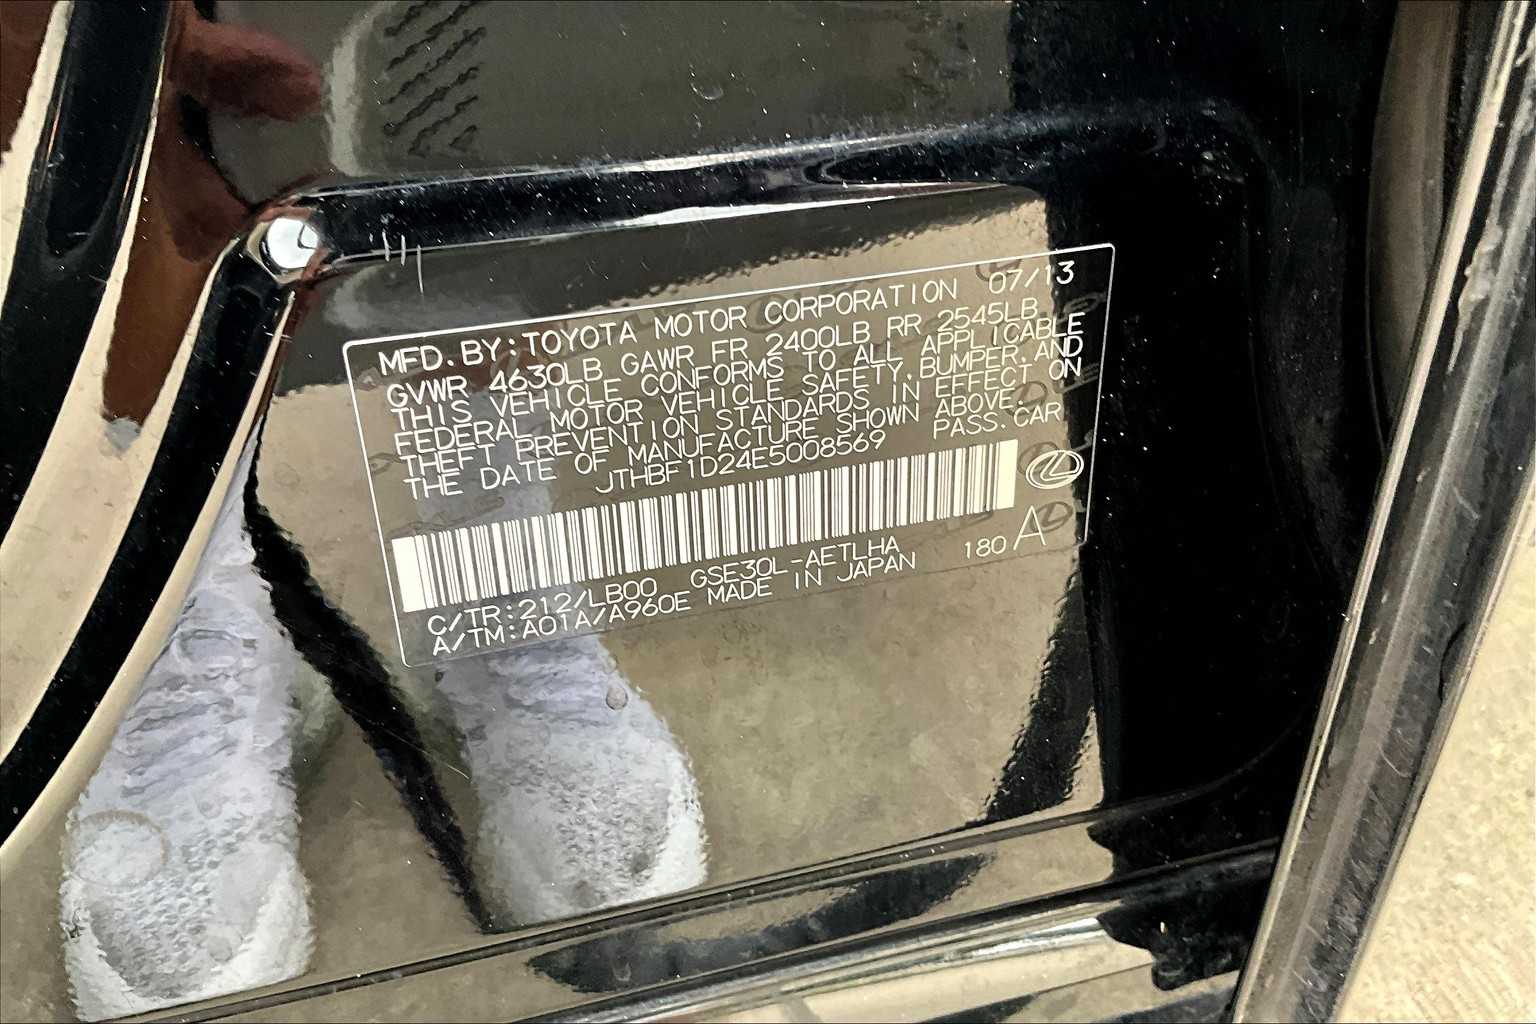 MFD. BY: TOYOTA MOTOR CORPORATION 07/13
GVWR 4630LB GAWR FR 2400LB RR 2545LB
THIS VEHICLE CONFORMS TO ALL APPLICABLE
FEDERAL MOTOR VEHICLE SAFETY, BUMPER, AND
THEFT PREVENTION STANDARDS IN EFFECT ON
THE DATE OF MANUFACTURE SHOWN ABOVE.
JTHBF1D24E5008569 PASS. CAR
C/TR: 212/LB00 GSE30L-AETLHA 180 A
A/TM: A01A/A960E MADE IN JAPAN